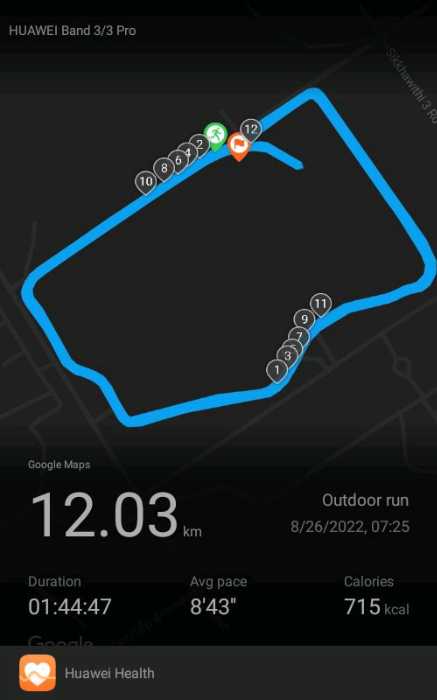 HUAWEI Band 3/3 Pro
Sikkhawithi 3 Ro
12
2
4
6
8
10
11
9
7
3
1
Google Maps
12.03 km
Outdoor run
8/26/2022, 07:25
Duration
Avg pace
Calories
01:44:47
8'43"
715 kcal
Google
Huawei Health